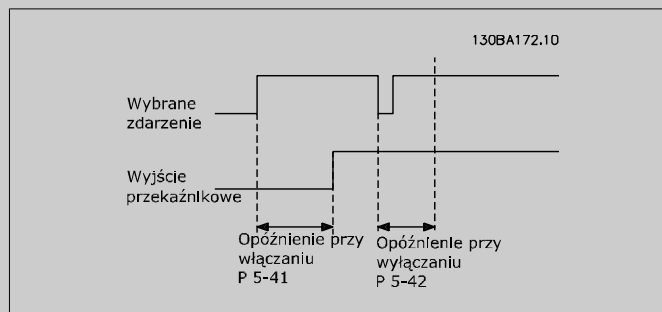 130BA172.10
Wybrane
zdarzenie
Wyjście
przekaźnikowe
Opóźnienie przy
włączaniu
P 5-41
Opóźnienie przy
wyłączaniu
P 5-42